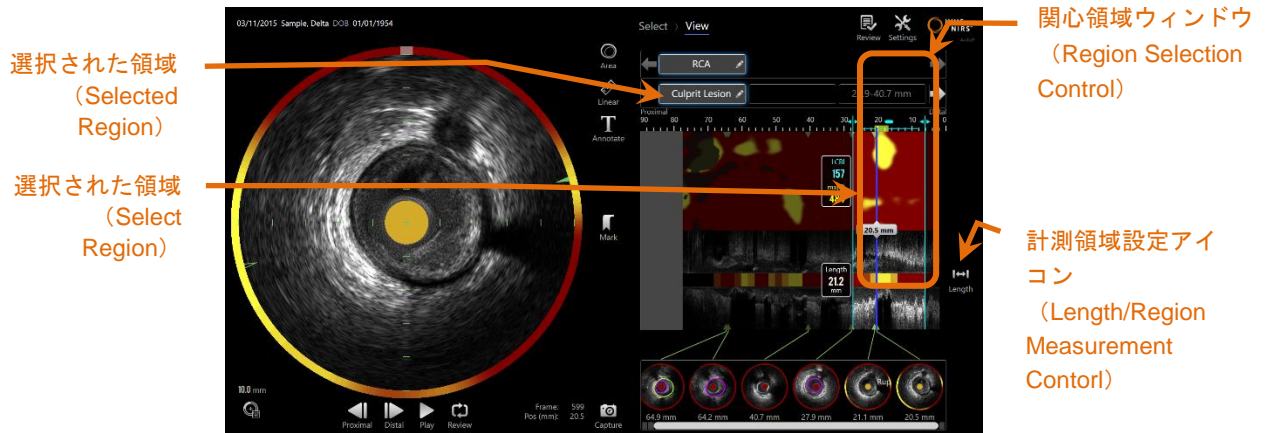 選択された領域
（Selected
Region）
選択された領域
（Select
Region）
03/11/2015 Sample, Delta DOB 01/01/1954
Area
Linear
T
Annotate
Mark
10.0 mm
Proximal Distal Play Review
Frame: 599
Pos (mm): 20.5
Capture
Select 〉 View
Review Settings
NIRS
RCA
Culprit Lesion
mm
Proximal Distal
90 80 70 60 50 40 30 20 10 0
LCBI
157
20.5 mm
Length
21.2
mm
Length
Rup
64.9 mm 64.2 mm 40.7 mm 27.9 mm 21.1 mm 20.5 mm
関心領域ウィンドウ
（Region Selection
Control）
計測領域設定アイ
コン
（Length/Region
Measurement
Contorl）